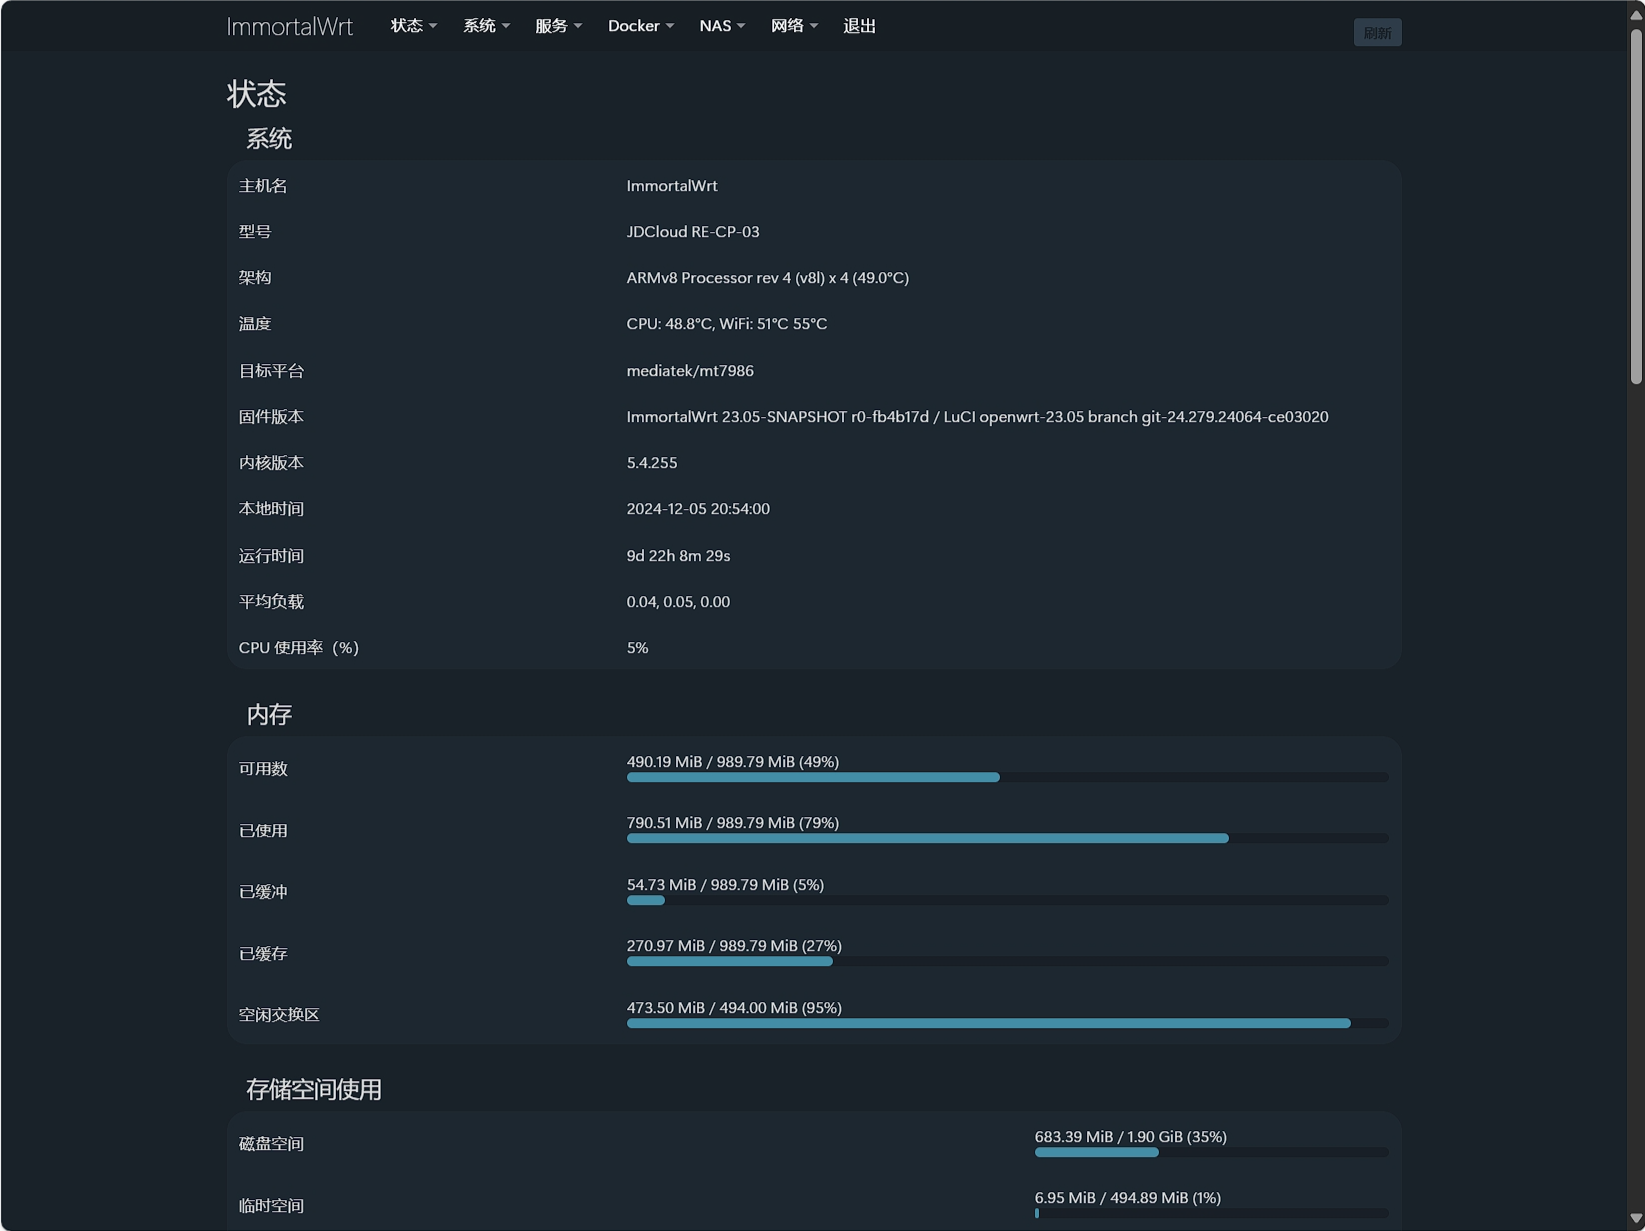 ImmortalWrt 状态 系统 服务 Docker NAS 网络 退出 刷新
状态
系统
主机名 ImmortalWrt
型号 JDCloud RE-CP-03
架构 ARMv8 Processor rev 4 (v8l) x 4 (49.0°C)
温度 CPU: 48.8°C, WiFi: 51°C 55°C
目标平台 mediatek/mt7986
固件版本 ImmortalWrt 23.05-SNAPSHOT r0-fb4b17d / LuCI openwrt-23.05 branch git-24.279.24064-ce03020
内核版本 5.4.255
本地时间 2024-12-05 20:54:00
运行时间 9d 22h 8m 29s
平均负载 0.04, 0.05, 0.00
CPU 使用率（%） 5%
内存
可用数 490.19 MiB / 989.79 MiB (49%)
已使用 790.51 MiB / 989.79 MiB (79%)
已缓冲 54.73 MiB / 989.79 MiB (5%)
已缓存 270.97 MiB / 989.79 MiB (27%)
空闲交换区 473.50 MiB / 494.00 MiB (95%)
存储空间使用
磁盘空间 683.39 MiB / 1.90 GiB (35%)
临时空间 6.95 MiB / 494.89 MiB (1%)